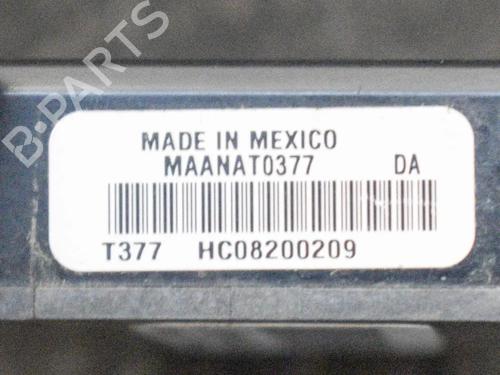 B-PARTS
MADE IN MEXICO
MAANAT0377 DA
T377 HC08200209